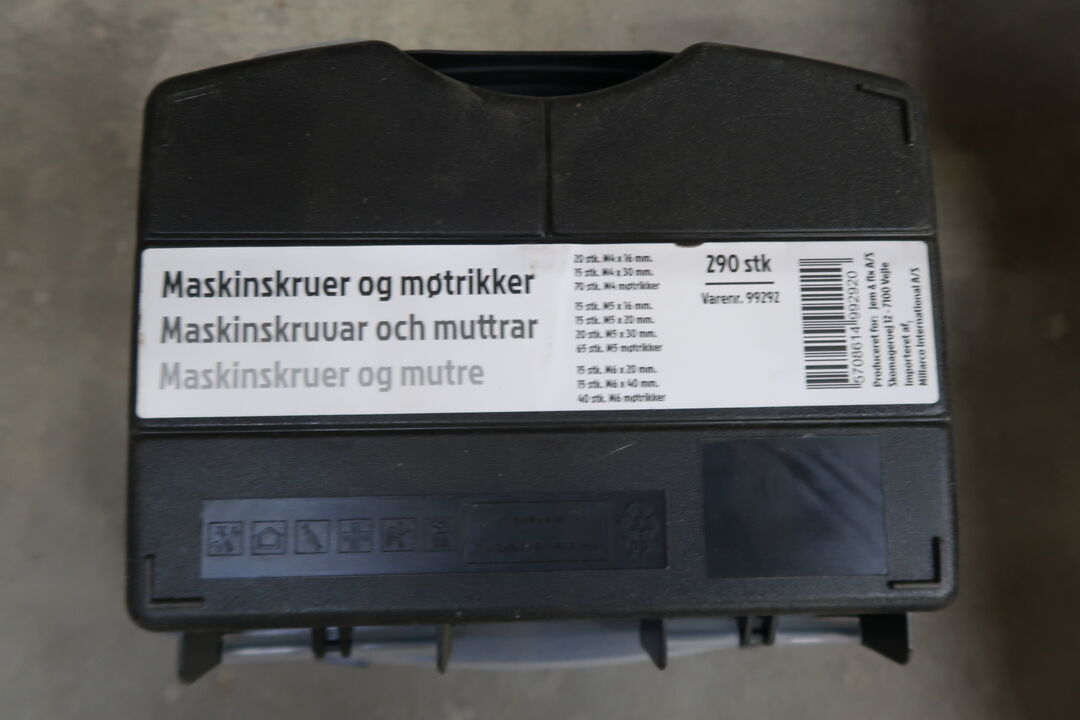 Maskinskruer og møtrikker
Maskinskruvar och muttrar
Maskinskruer og mutre
20 stk. M4 x 16 mm.
15 stk. M4 x 30 mm.
70 stk. M4 møtrikker
15 stk. M5 x 16 mm.
15 stk. M5 x 20 mm.
20 stk. M5 x 30 mm.
65 stk. M5 møtrikker
15 stk. M6 x 20 mm.
15 stk. M6 x 40 mm.
40 stk. M6 møtrikker
290 stk
Varenr. 99292
5708614992920
Produceret for: jem & fix A/S
Skomagervej 12 - 7100 Vejle
Importeret af,
Millarco International A/S